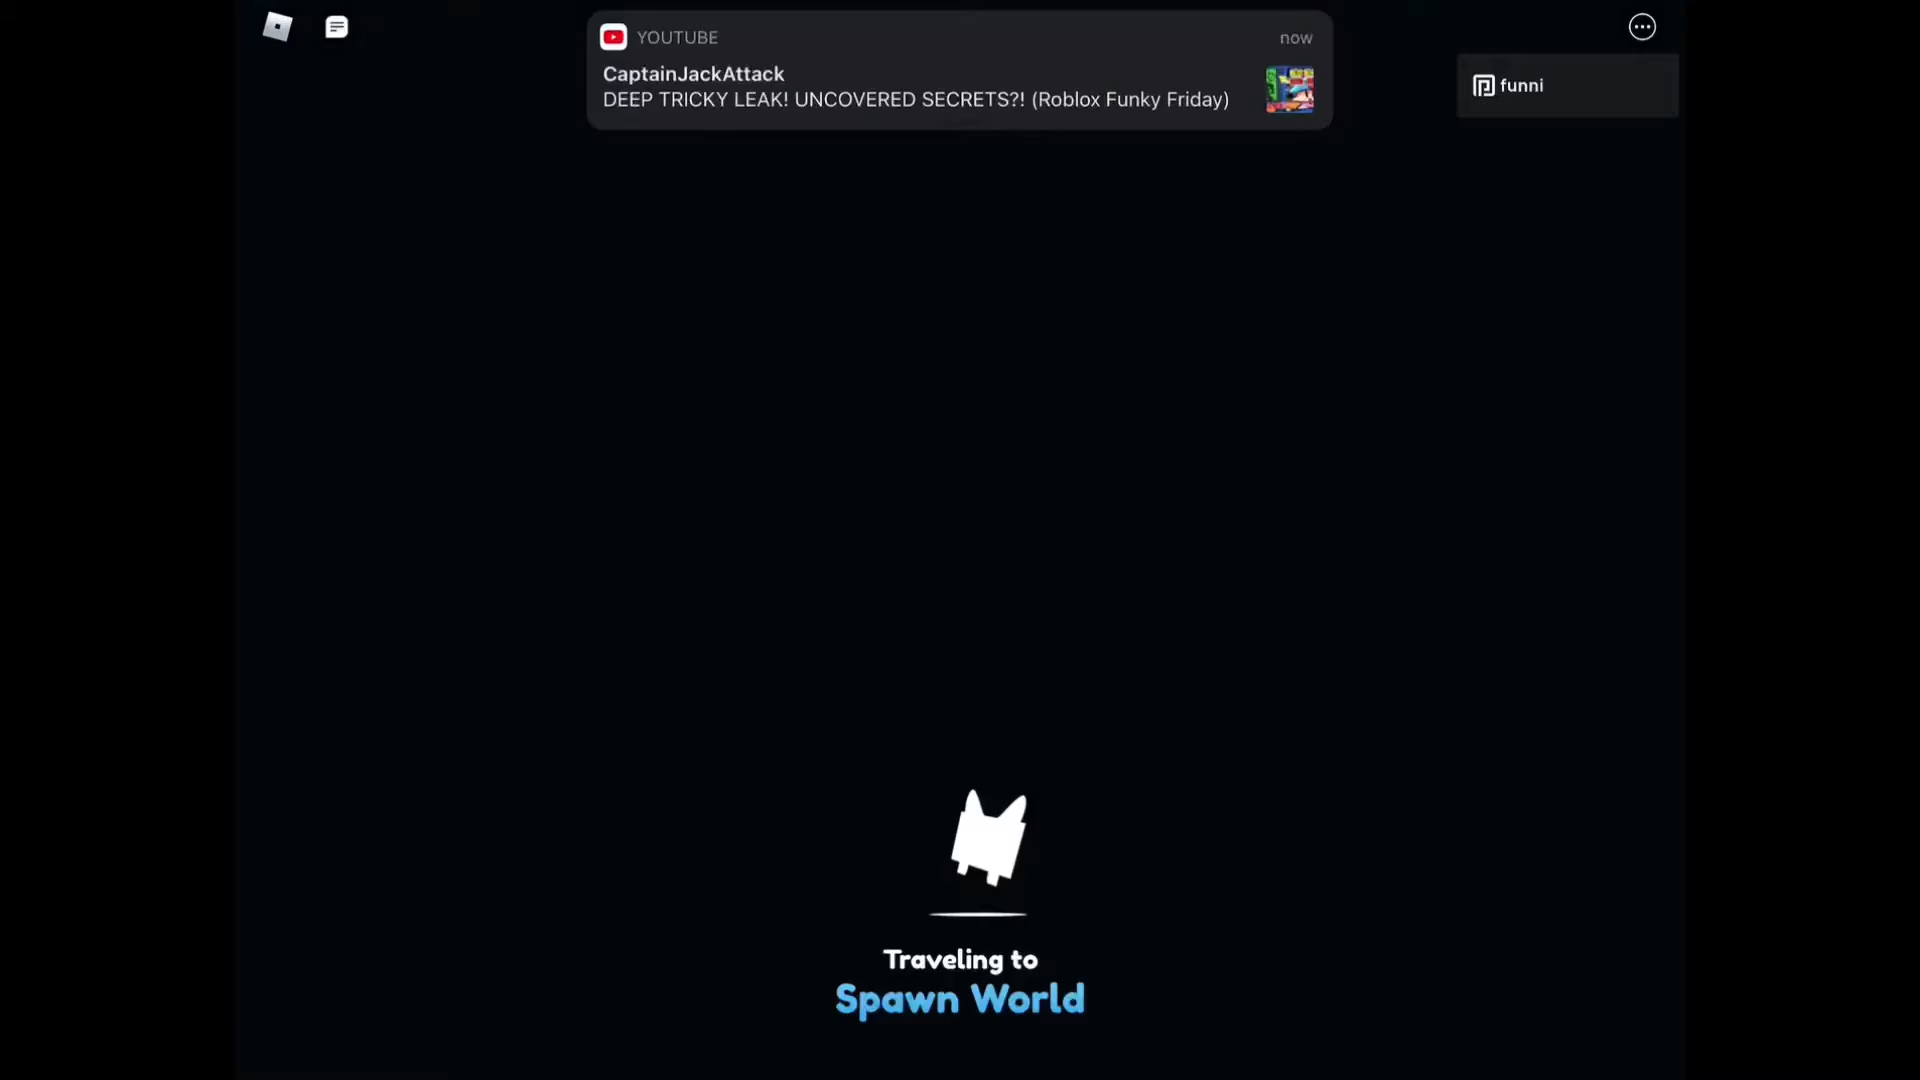 YOUTUBE
now
CaptainJackAttack
DEEP TRICKY LEAK! UNCOVERED SECRETS?! (Roblox Funky Friday)
funni
Traveling to
Spawn World